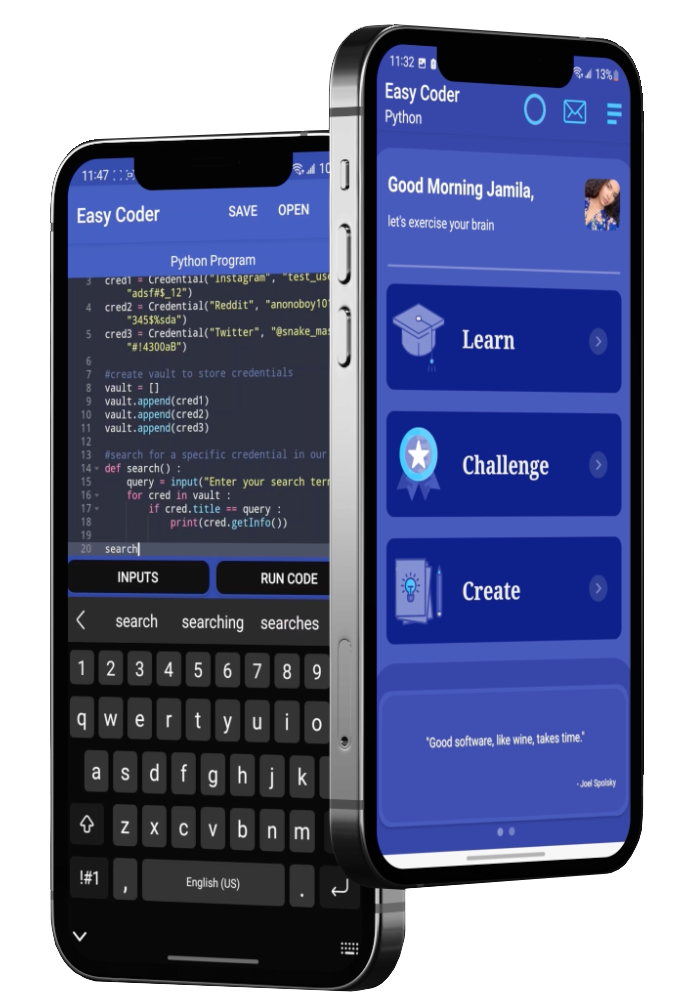 11:47
10
Easy Coder
SAVE
OPEN
Python Program
3 cred1 = Credential("Instagram", "test_use
"adsf#$_12")
4 cred2 = Credential("Reddit", "anonoboy101
"345$%sda")
5 cred3 = Credential("Twitter", "@snake_mas
"#!4300aB")
6
7 #create vault to store credentials
8 vault = []
9 vault.append(cred1)
10 vault.append(cred2)
11 vault.append(cred3)
12
13 #search for a specific credential in our
14 def search() :
15 query = input("Enter your search term
16 for cred in vault :
17 if cred.title == query :
18 print(cred.getInfo())
19
20 search
INPUTS
RUN CODE
search searching searches
1 2 3 4 5 6 7 8 9
q w e r t y u i o
a s d f g h j k
z x c v b n m
!#1 , English (US) .
11:32
13%
Easy Coder
Python
Good Morning Jamila,
let's exercise your brain
Learn
Challenge
Create
"Good software, like wine, takes time."
- Joel Spolsky